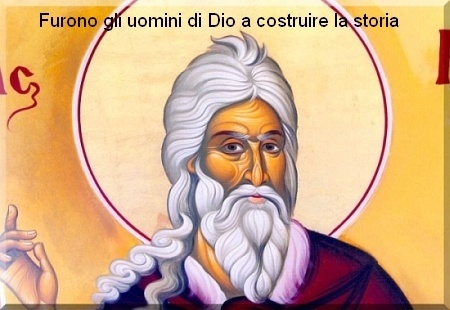 Furono gli uomini di Dio a costruire la storia
ς